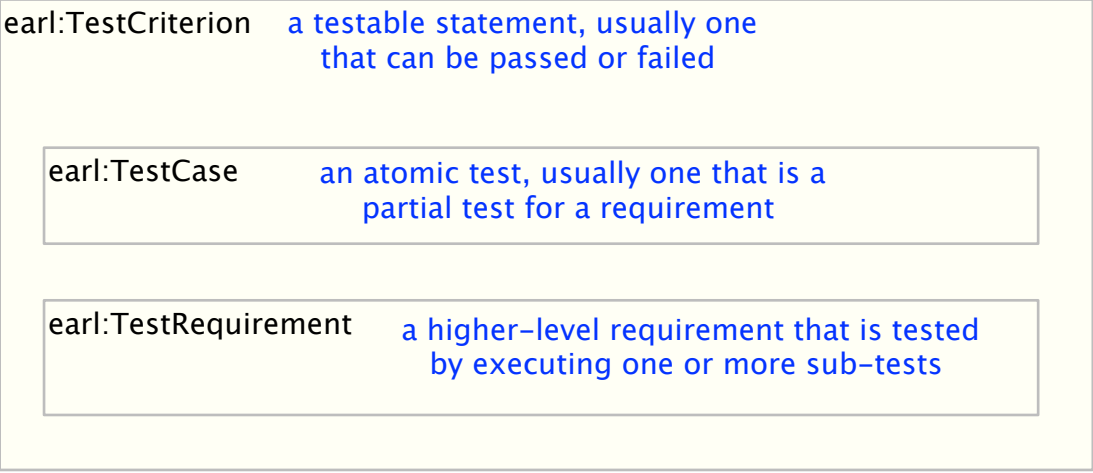 earl:TestCriterion a testable statement, usually one
that can be passed or failed
earl:TestCase an atomic test, usually one that is a
partial test for a requirement
earl:TestRequirement a higher-level requirement that is tested
by executing one or more sub-tests